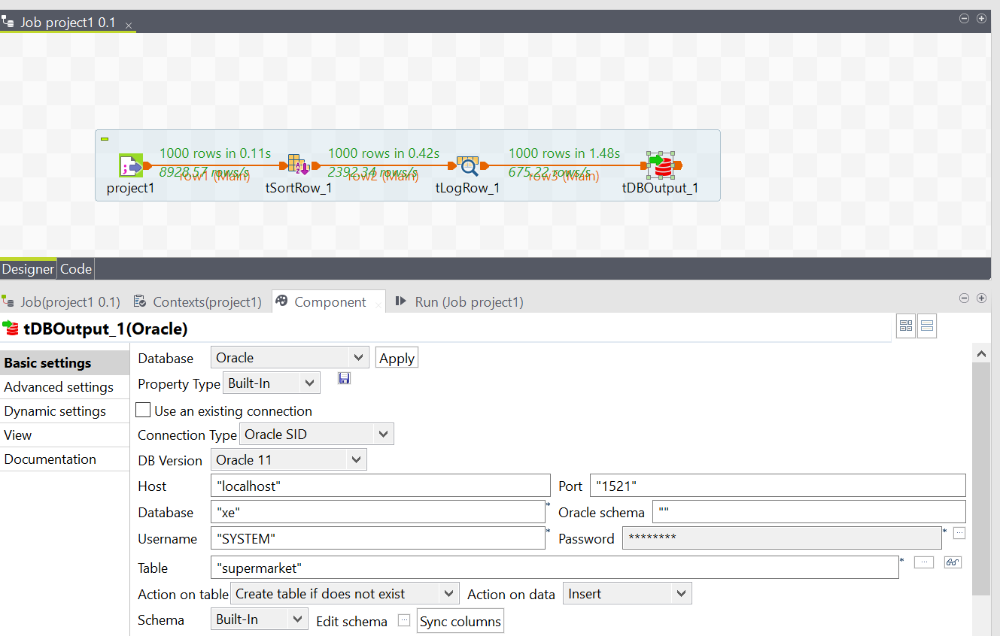 Job project1 0.1
1000 rows in 0.11s 1000 rows in 0.42s 1000 rows in 1.48s
8928.57 rows/s 2392.34 rows/s 675.22 rows/s
row1 (Main) row2 (Main) row3 (Main)
project1 tSortRow_1 tLogRow_1 tDBOutput_1
Designer Code
Job(project1 0.1) Contexts(project1) Component Run (Job project1)
tDBOutput_1(Oracle)
Basic settings
Advanced settings
Dynamic settings
View
Documentation
Database Oracle Apply
Property Type Built-In
Use an existing connection
Connection Type Oracle SID
DB Version Oracle 11
Host "localhost" Port "1521"
Database "xe" * Oracle schema ""
Username "SYSTEM" * Password ******** *
Table "supermarket" *
Action on table Create table if does not exist Action on data Insert
Schema Built-In Edit schema Sync columns